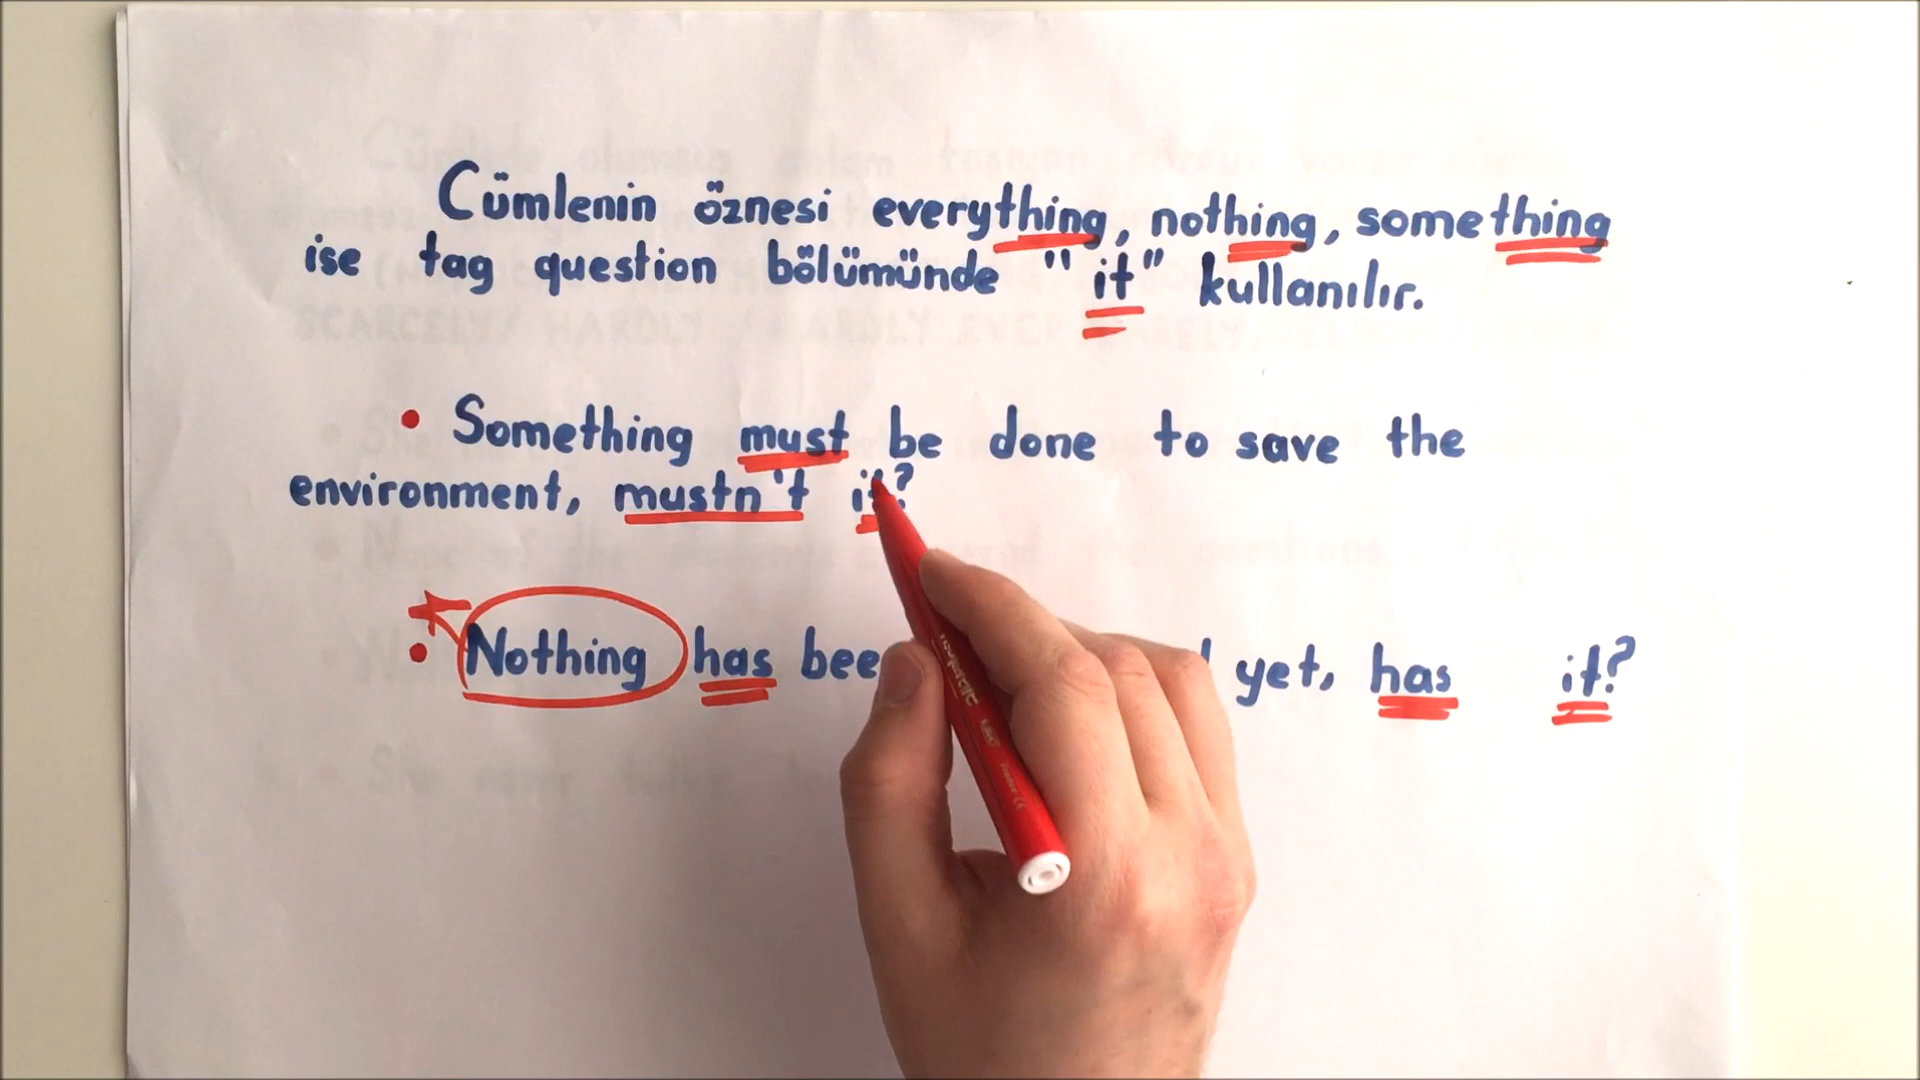 Cümlenin öznesi everything, nothing, something
ise tag question bölümünde "it" kullanılır.
• Something must be done to save the
environment, mustn't it?
• Nothing has bee yet, has it?